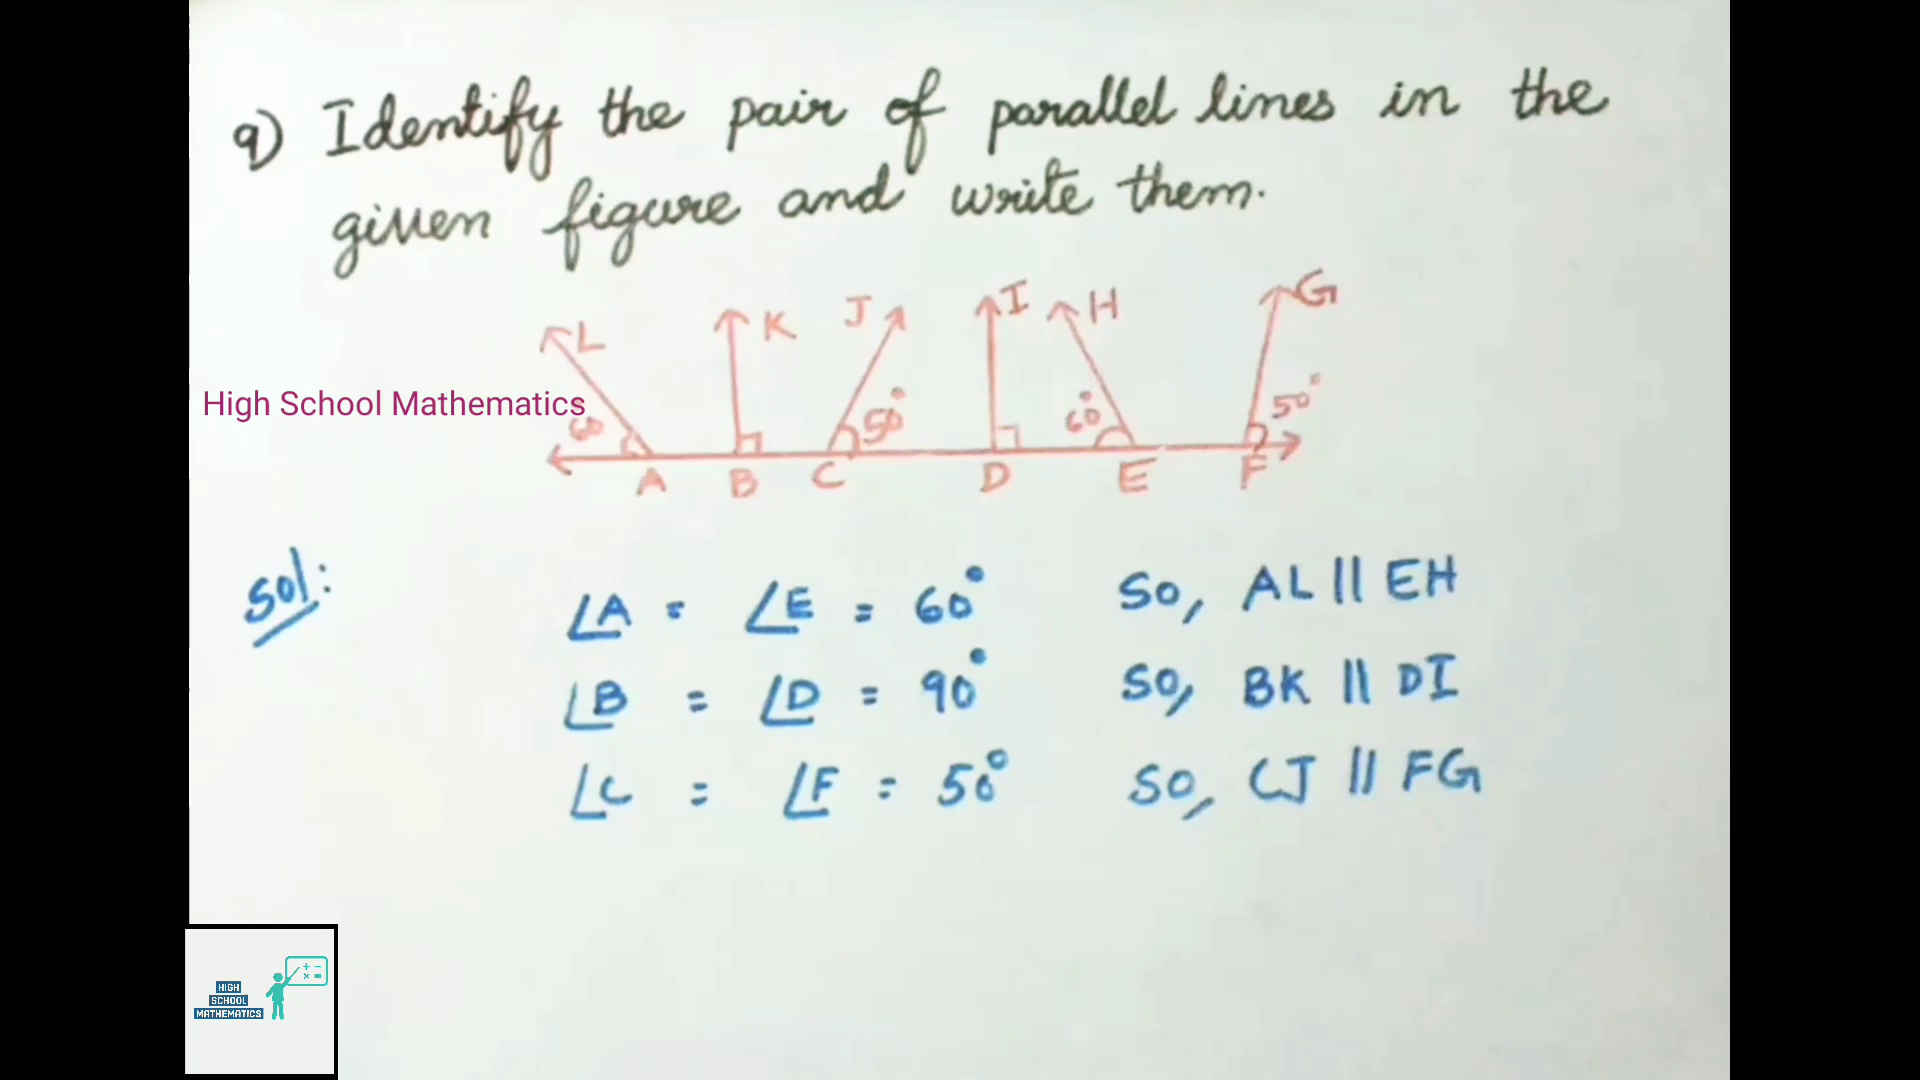 9) Identify the pair of parallel lines in the
given figure and write them.
L K J I H G
High School Mathematics
60 50° 60° 50°
A B C D E F
Sol:
∠A = ∠E = 60° So, AL || EH
∠B = ∠D = 90° So, BK || DI
∠C = ∠F = 50° So, CJ || FG
+ −
× =
HIGH
SCHOOL
MATHEMATICS